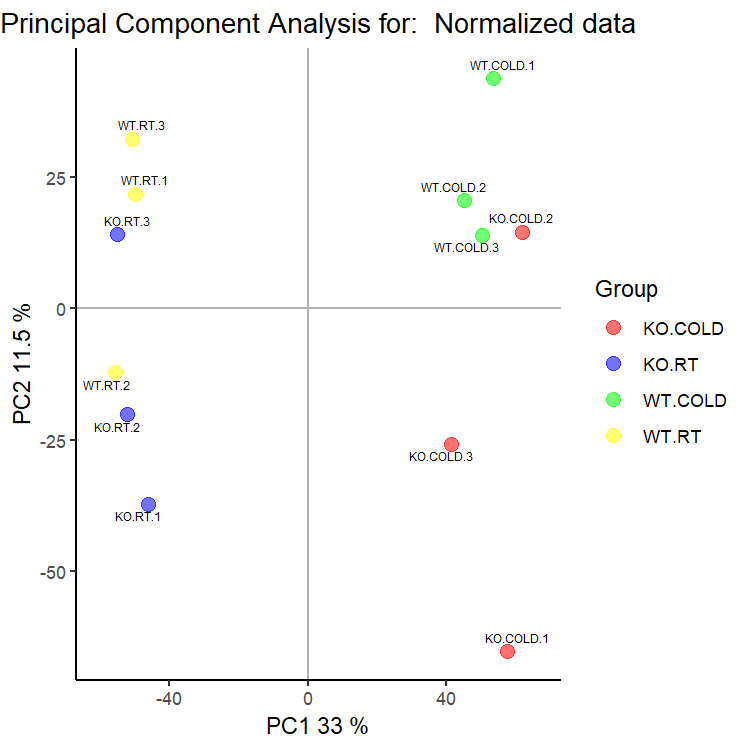 Principal Component Analysis for:  Normalized data
WT.COLD.1
WT.RT.3
WT.RT.1
25
WT.COLD.2
KO.RT.3
KO.COLD.2
WT.COLD.3
Group
0
KO.COLD
KO.RT
WT.COLD
WT.RT
PC2 11.5 %
WT.RT.2
KO.RT.2
-25
KO.COLD.3
KO.RT.1
-50
KO.COLD.1
-40
0
40
PC1 33 %